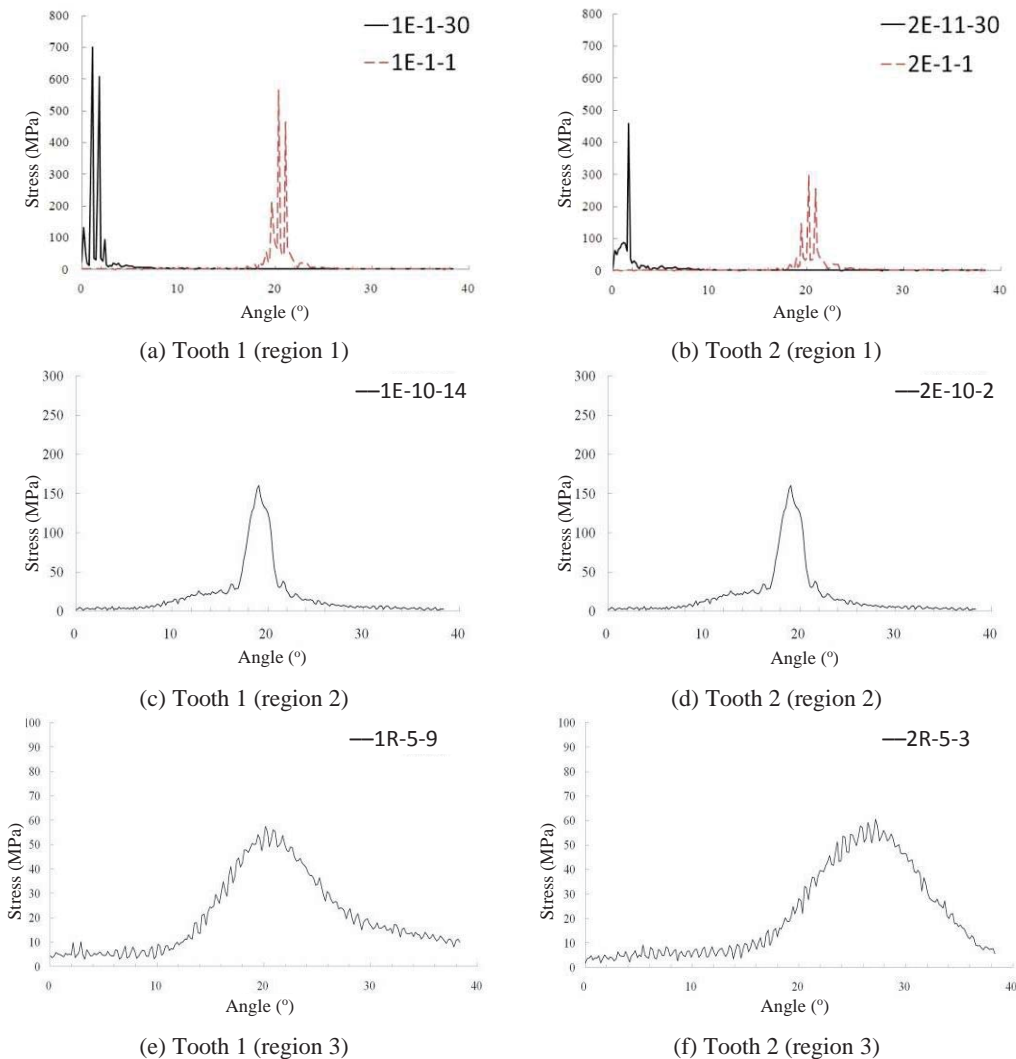 800
700
600
500
400
300
200
100
0
Stress (MPa)
0 10 20 30 40
Angle (º)
1E-1-30
1E-1-1
(a) Tooth 1 (region 1)
800
700
600
500
400
300
200
100
0
Stress (MPa)
0 10 20 30 40
Angle (º)
2E-11-30
2E-1-1
(b) Tooth 2 (region 1)
300
250
200
150
100
50
0
Stress (MPa)
0 10 20 30 40
Angle (º)
1E-10-14
(c) Tooth 1 (region 2)
300
250
200
150
100
50
0
Stress (MPa)
0 10 20 30 40
Angle (º)
2E-10-2
(d) Tooth 2 (region 2)
100
90
80
70
60
50
40
30
20
10
0
Stress (MPa)
0 10 20 30 40
Angle (º)
1R-5-9
(e) Tooth 1 (region 3)
100
90
80
70
60
50
40
30
20
10
0
Stress (MPa)
0 10 20 30 40
Angle (º)
2R-5-3
(f) Tooth 2 (region 3)